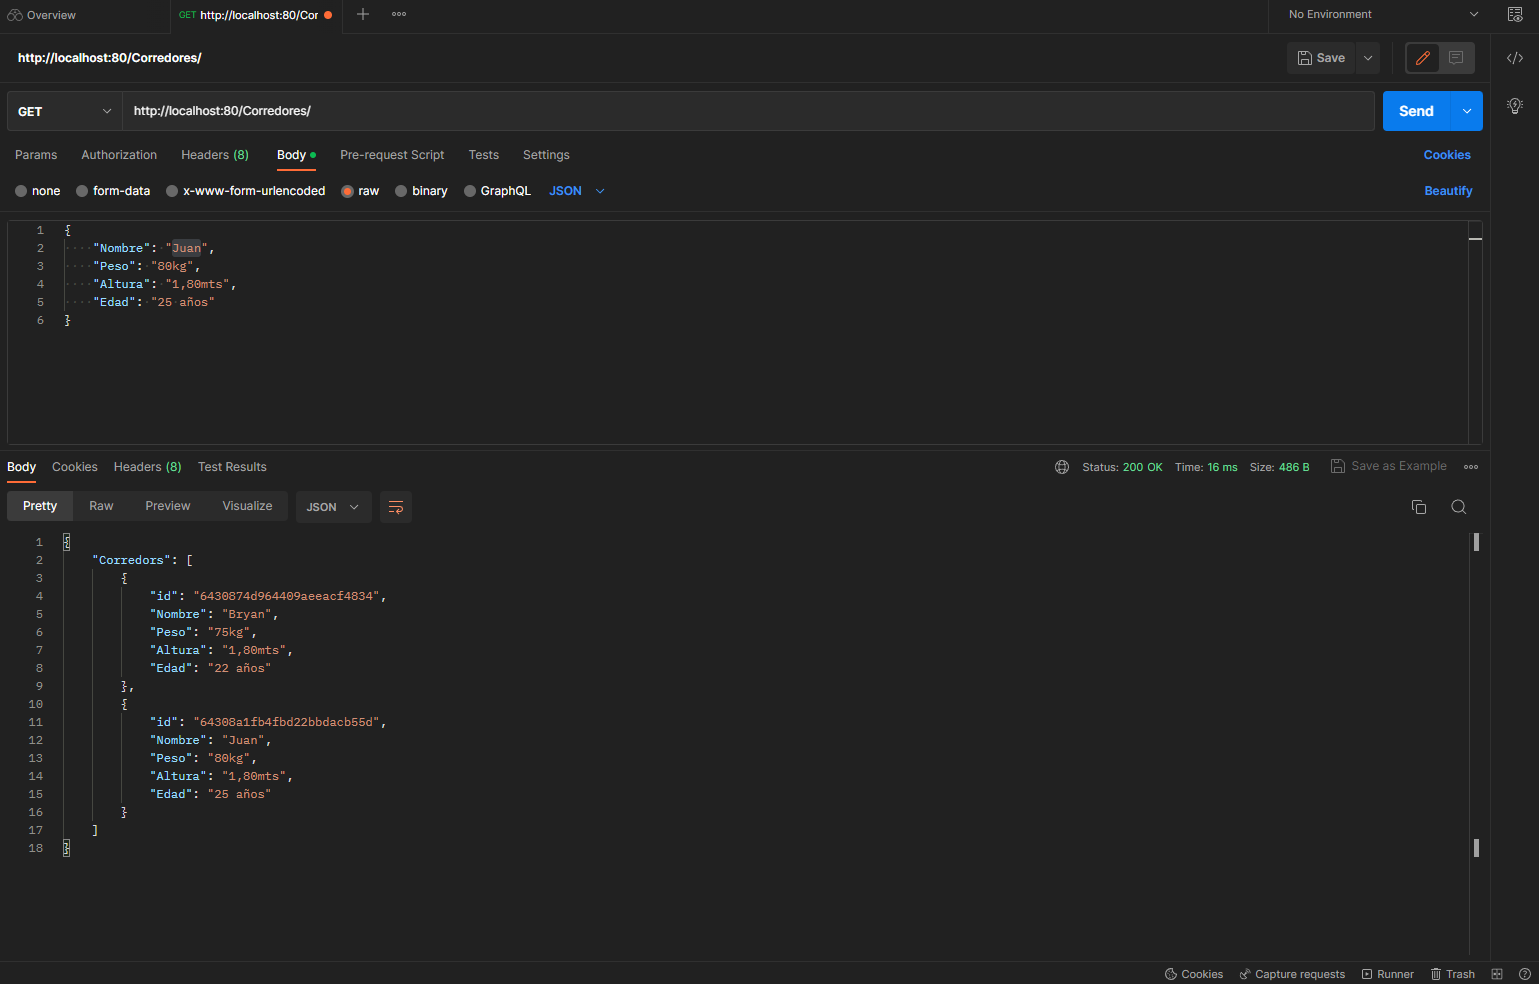 Overview
GET http://localhost:80/Cor
No Environment
http://localhost:80/Corredores/
Save
GET
http://localhost:80/Corredores/
Send
Params Authorization Headers (8) Body Pre-request Script Tests Settings Cookies
none form-data x-www-form-urlencoded raw binary GraphQL JSON Beautify
1 {
2 "Nombre": "Juan",
3 "Peso": "80kg",
4 "Altura": "1,80mts",
5 "Edad": "25 años"
6 }
Body Cookies Headers (8) Test Results Status: 200 OK Time: 16 ms Size: 486 B Save as Example
Pretty Raw Preview Visualize JSON
1 {
2 "Corredors": [
3 {
4 "id": "6430874d964409aeeacf4834",
5 "Nombre": "Bryan",
6 "Peso": "75kg",
7 "Altura": "1,80mts",
8 "Edad": "22 años"
9 },
10 {
11 "id": "64308a1fb4fbd22bbdacb55d",
12 "Nombre": "Juan",
13 "Peso": "80kg",
14 "Altura": "1,80mts",
15 "Edad": "25 años"
16 }
17 ]
18 }
Cookies Capture requests Runner Trash